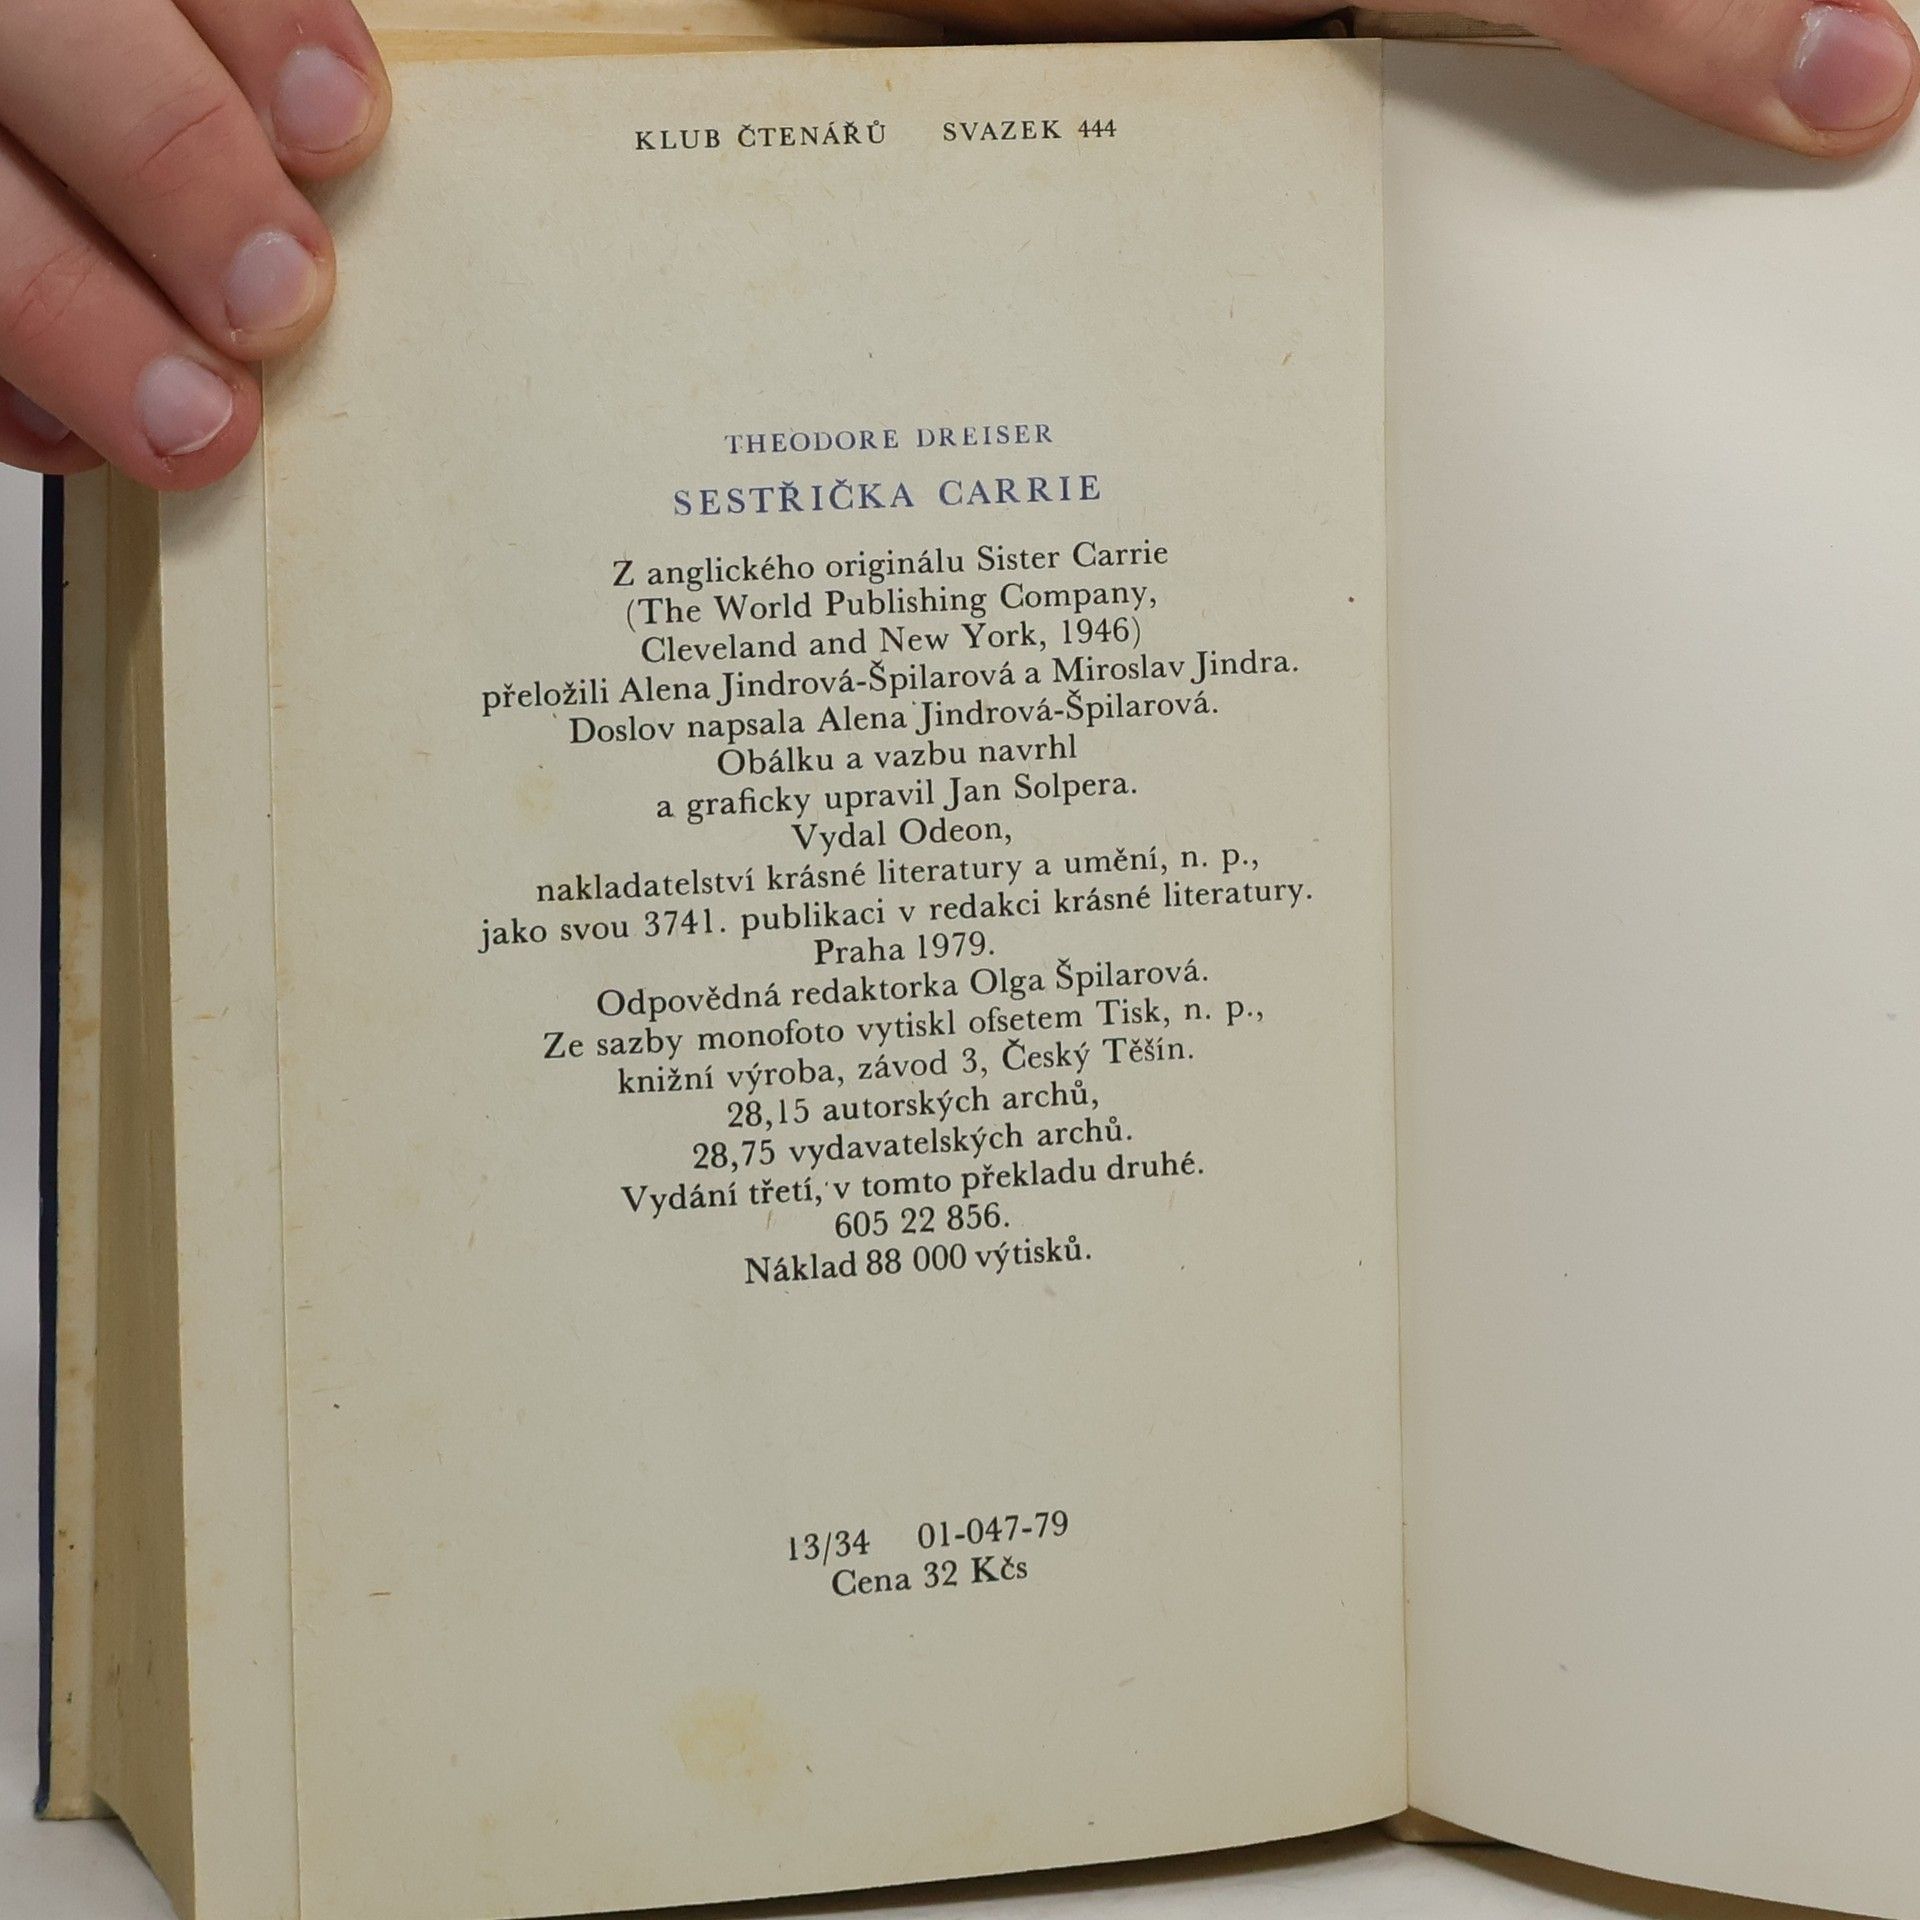 KLUB ČTENÁŘŮ SVAZEK 444
THEODORE DREISER
SESTŘIČKA CARRIE
Z anglického originálu Sister Carrie
(The World Publishing Company,
Cleveland and New York, 1946)
přeložili Alena Jindrová-Špilarová a Miroslav Jindra.
Doslov napsala Alena Jindrová-Špilarová.
Obálku a vazbu navrhl
a graficky upravil Jan Solpera.
Vydal Odeon,
nakladatelství krásné literatury a umění, n. p.,
jako svou 3741. publikaci v redakci krásné literatury.
Praha 1979.
Odpovědná redaktorka Olga Špilarová.
Ze sazby monofoto vytiskl ofsetem Tisk, n. p.,
knižní výroba, závod 3, Český Těšín.
28,15 autorských archů,
28,75 vydavatelských archů.
Vydání třetí, v tomto překladu druhé.
605 22 856.
Náklad 88 000 výtisků.
13/34 01-047-79
Cena 32 Kčs